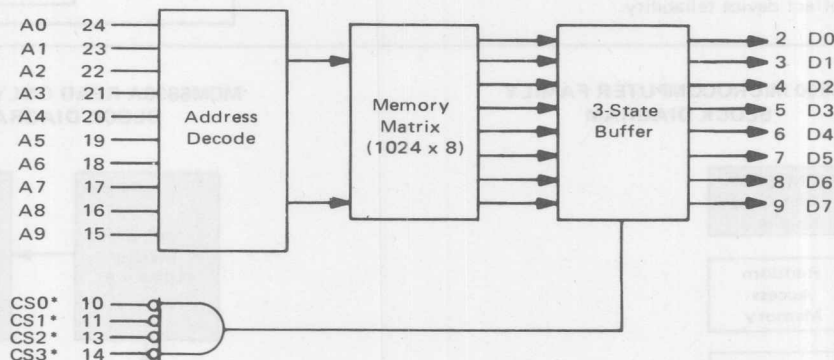 A0 24
A1 23
A2 22
A3 21
A4 20
A5 19
A6 18
A7 17
A8 16
A9 15
Address
Decode
Memory
Matrix
(1024 x 8)
3-State
Buffer
2 D0
3 D1
4 D2
5 D3
6 D4
7 D5
8 D6
9 D7
CS0* 10
CS1* 11
CS2* 13
CS3* 14